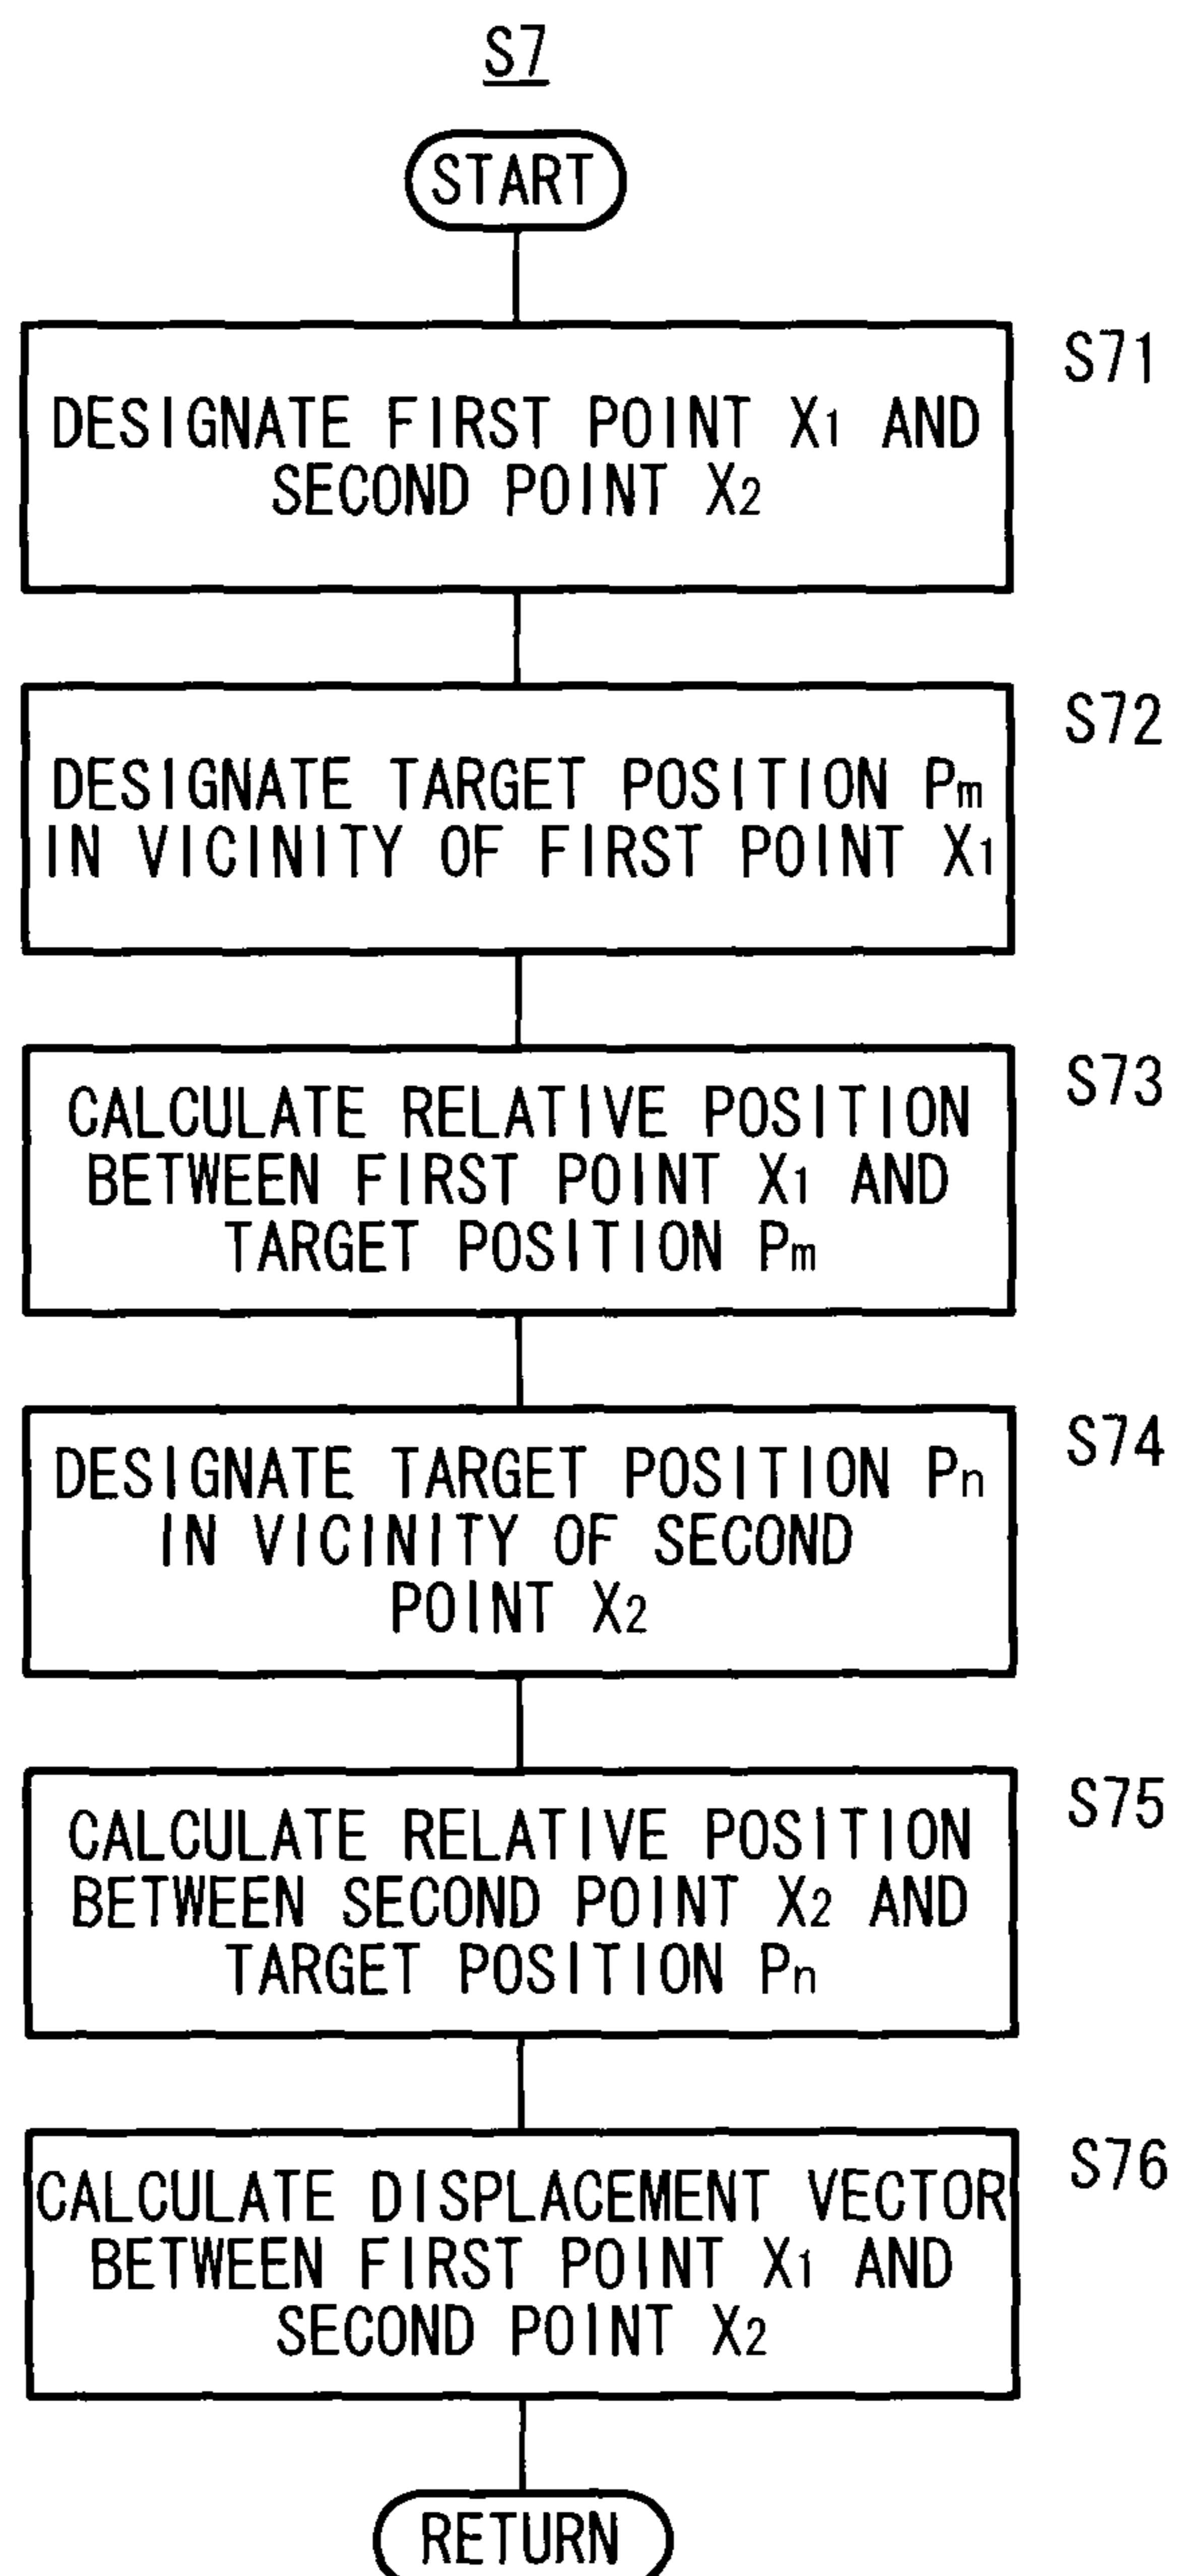 S7
START
S71
DESIGNATE FIRST POINT X1 AND
SECOND POINT X2
S72
DESIGNATE TARGET POSITION Pm
IN VICINITY OF FIRST POINT X1
S73
CALCULATE RELATIVE POSITION
BETWEEN FIRST POINT X1 AND
TARGET POSITION Pm
S74
DESIGNATE TARGET POSITION Pn
IN VICINITY OF SECOND
POINT X2
S75
CALCULATE RELATIVE POSITION
BETWEEN SECOND POINT X2 AND
TARGET POSITION Pn
S76
CALCULATE DISPLACEMENT VECTOR
BETWEEN FIRST POINT X1 AND
SECOND POINT X2
RETURN